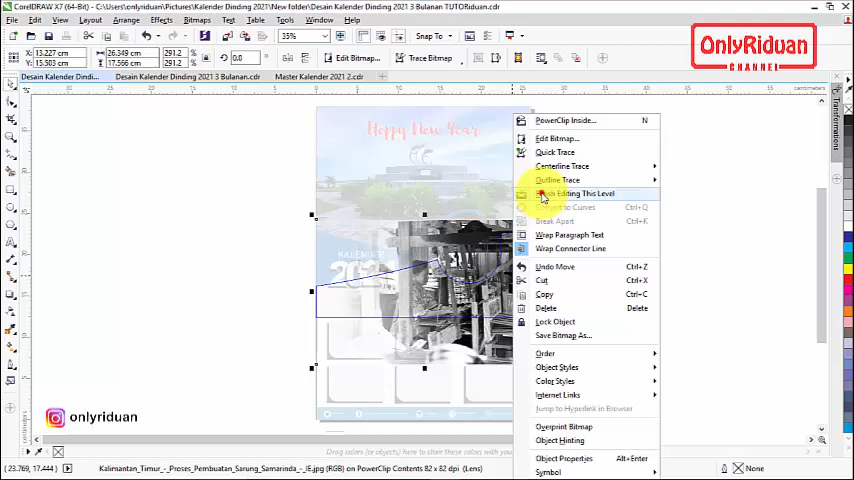 CorelDRAW X7 (64-Bit) - C:\Users\onlyriduan\Pictures\Kalender Dinding 2021\New folder\Desain Kalender Dinding 2021 3 Bulanan TUTORiduan.cdr
File Edit View Layout Arrange Effects Bitmaps Text Table Tools Window Help
35% Snap To
X: 13.227 cm 26.349 cm 291.2 % 0.0 Edit Bitmap... Trace Bitmap
Y: 15.503 cm 17.566 cm 291.2 %
Desain Kalender Dindi... Desain Kalender Dinding 2021 3 Bulanan.cdr Master Kalender 2021 2.cdr
OnlyRiduan
CHANNEL
centimeters
Transformations
Happy New Year
KALENDER
PowerClip Inside... N
Edit Bitmap...
Quick Trace
Centerline Trace
Outline Trace
Finish Editing This Level
Convert to Curves Ctrl+Q
Break Apart Ctrl+K
Wrap Paragraph Text
Wrap Connector Line
Undo Move Ctrl+Z
Cut Ctrl+X
Copy Ctrl+C
Delete Delete
Lock Object
Save Bitmap As...
Order
Object Styles
Color Styles
Internet Links
Jump to Hyperlink in Browser
Overprint Bitmap
Object Hinting
Object Properties Alt+Enter
Symbol
onlyriduan
Drag colors (or objects) here to store these colors with
(23.769, 17.444) Kalimantan_Timur_-_Proses_Pembuatan_Sarung_Samarinda_-_IE.jpg (RGB) on PowerClip Contents 82 x 82 dpi (Lens) None